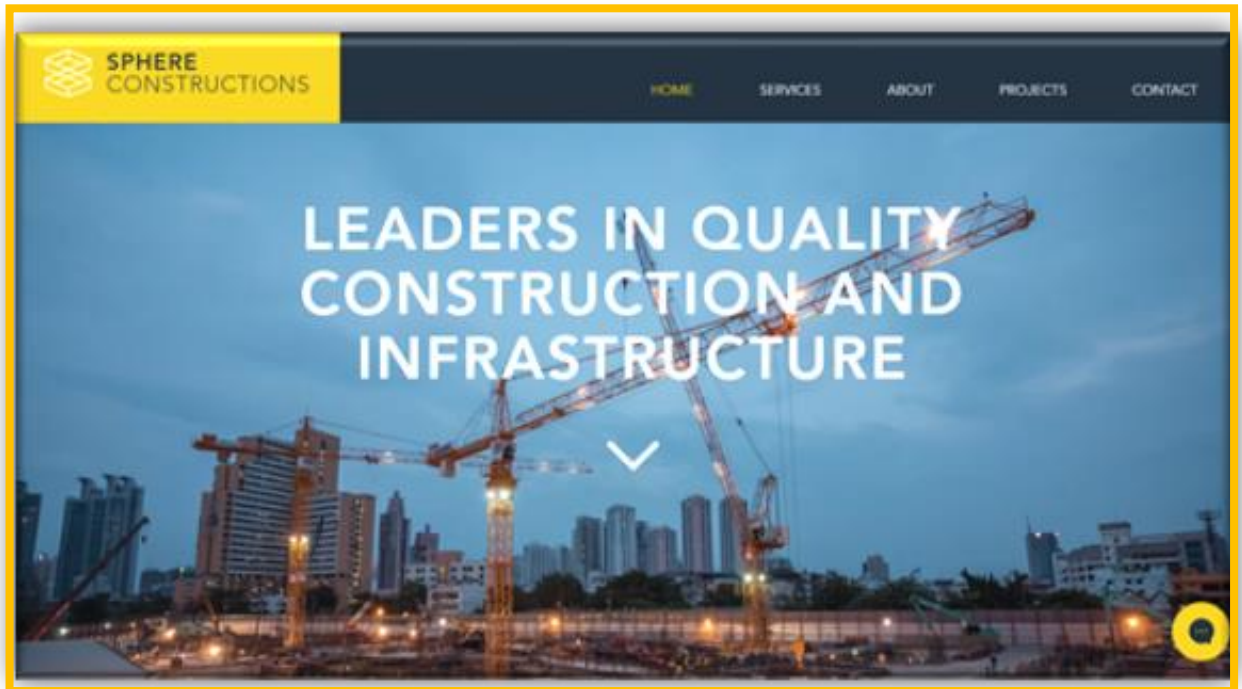 SPHERE
CONSTRUCTIONS
HOME SERVICES ABOUT PROJECTS CONTACT
LEADERS IN QUALITY
CONSTRUCTION AND
INFRASTRUCTURE